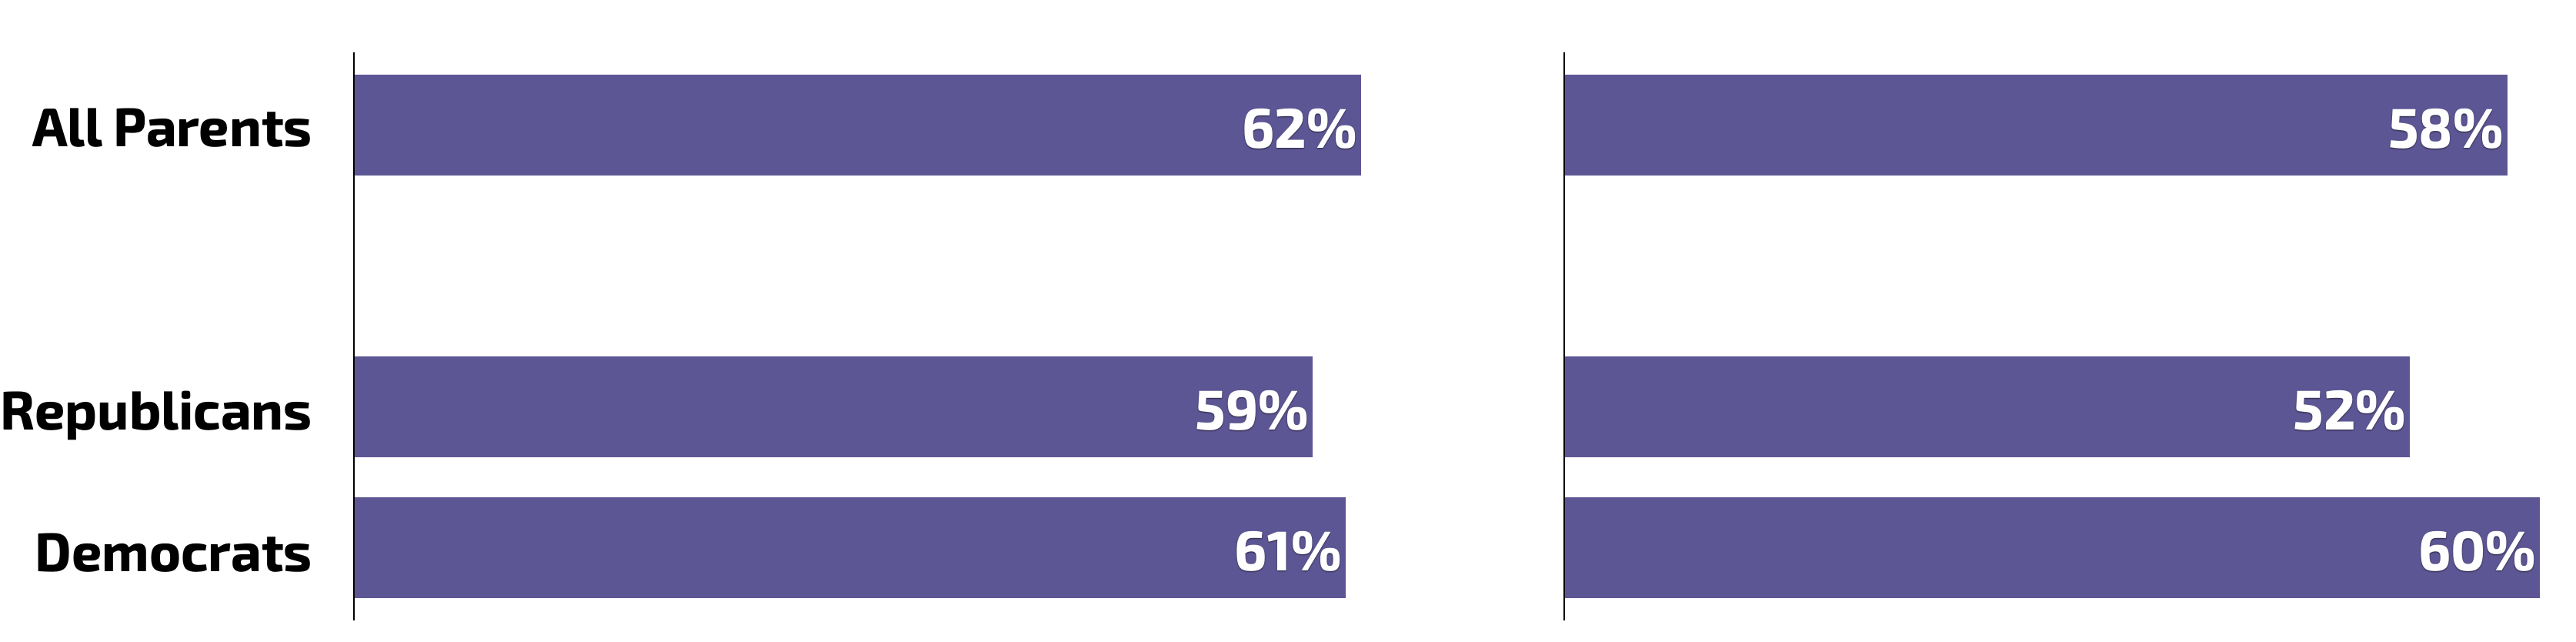 All Parents 62% 58%
Republicans 59% 52%
Democrats 61% 60%